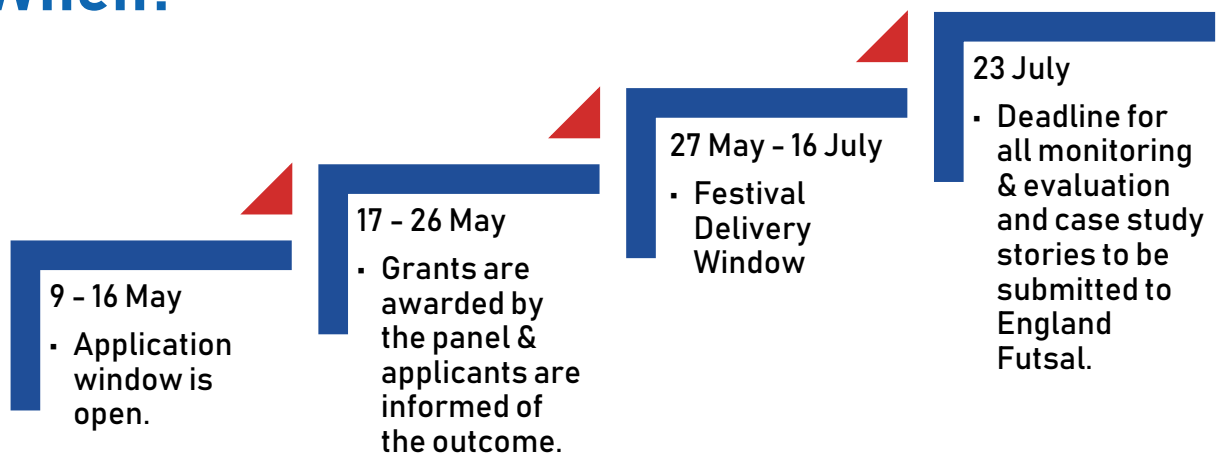 When?
9 - 16 May
▪ Application
window is
open.
17 - 26 May
▪ Grants are
awarded by
the panel &
applicants are
informed of
the outcome.
27 May - 16 July
▪ Festival
Delivery
Window
23 July
▪ Deadline for
all monitoring
& evaluation
and case study
stories to be
submitted to
England
Futsal.